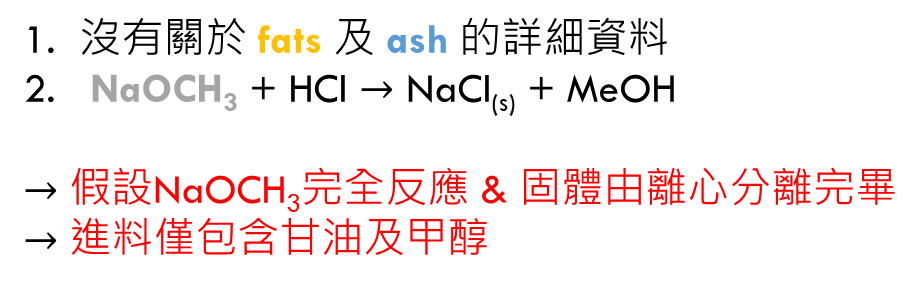 1. 沒有關於 fats 及 ash 的詳細資料
2. NaOCH₃ + HCl → NaCl₍s₎ + MeOH
→ 假設NaOCH₃完全反應 & 固體由離心分離完畢
→ 進料僅包含甘油及甲醇